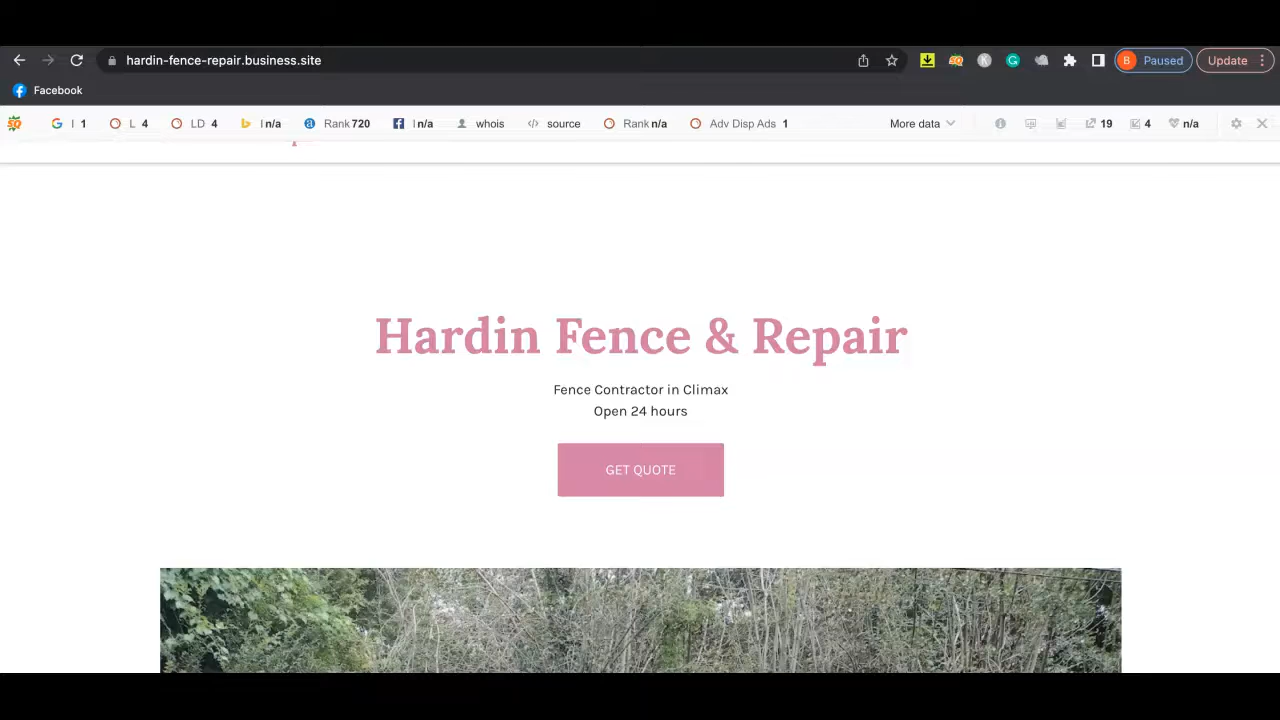 hardin-fence-repair.business.site
B Paused
Update
Facebook
SQ
I 1
L 4
LD 4
I n/a
Rank 720
I n/a
whois
source
Rank n/a
Adv Disp Ads 1
More data
19
4
n/a
Hardin Fence & Repair
Fence Contractor in Climax
Open 24 hours
GET QUOTE